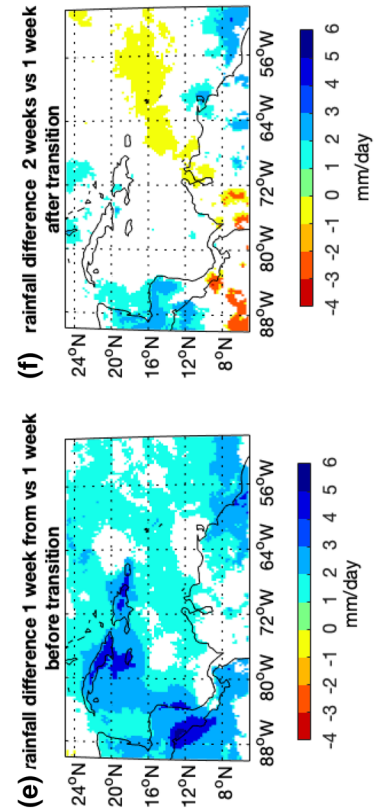 (e) rainfall difference 1 week from vs 1 week
before transition
24°N
20°N
16°N
12°N
8°N
88°W 80°W 72°W 64°W 56°W
-4 -3 -2 -1 0 1 2 3 4 5 6
mm/day
(f) rainfall difference 2 weeks vs 1 week
after transition
24°N
20°N
16°N
12°N
8°N
88°W 80°W 72°W 64°W 56°W
-4 -3 -2 -1 0 1 2 3 4 5 6
mm/day